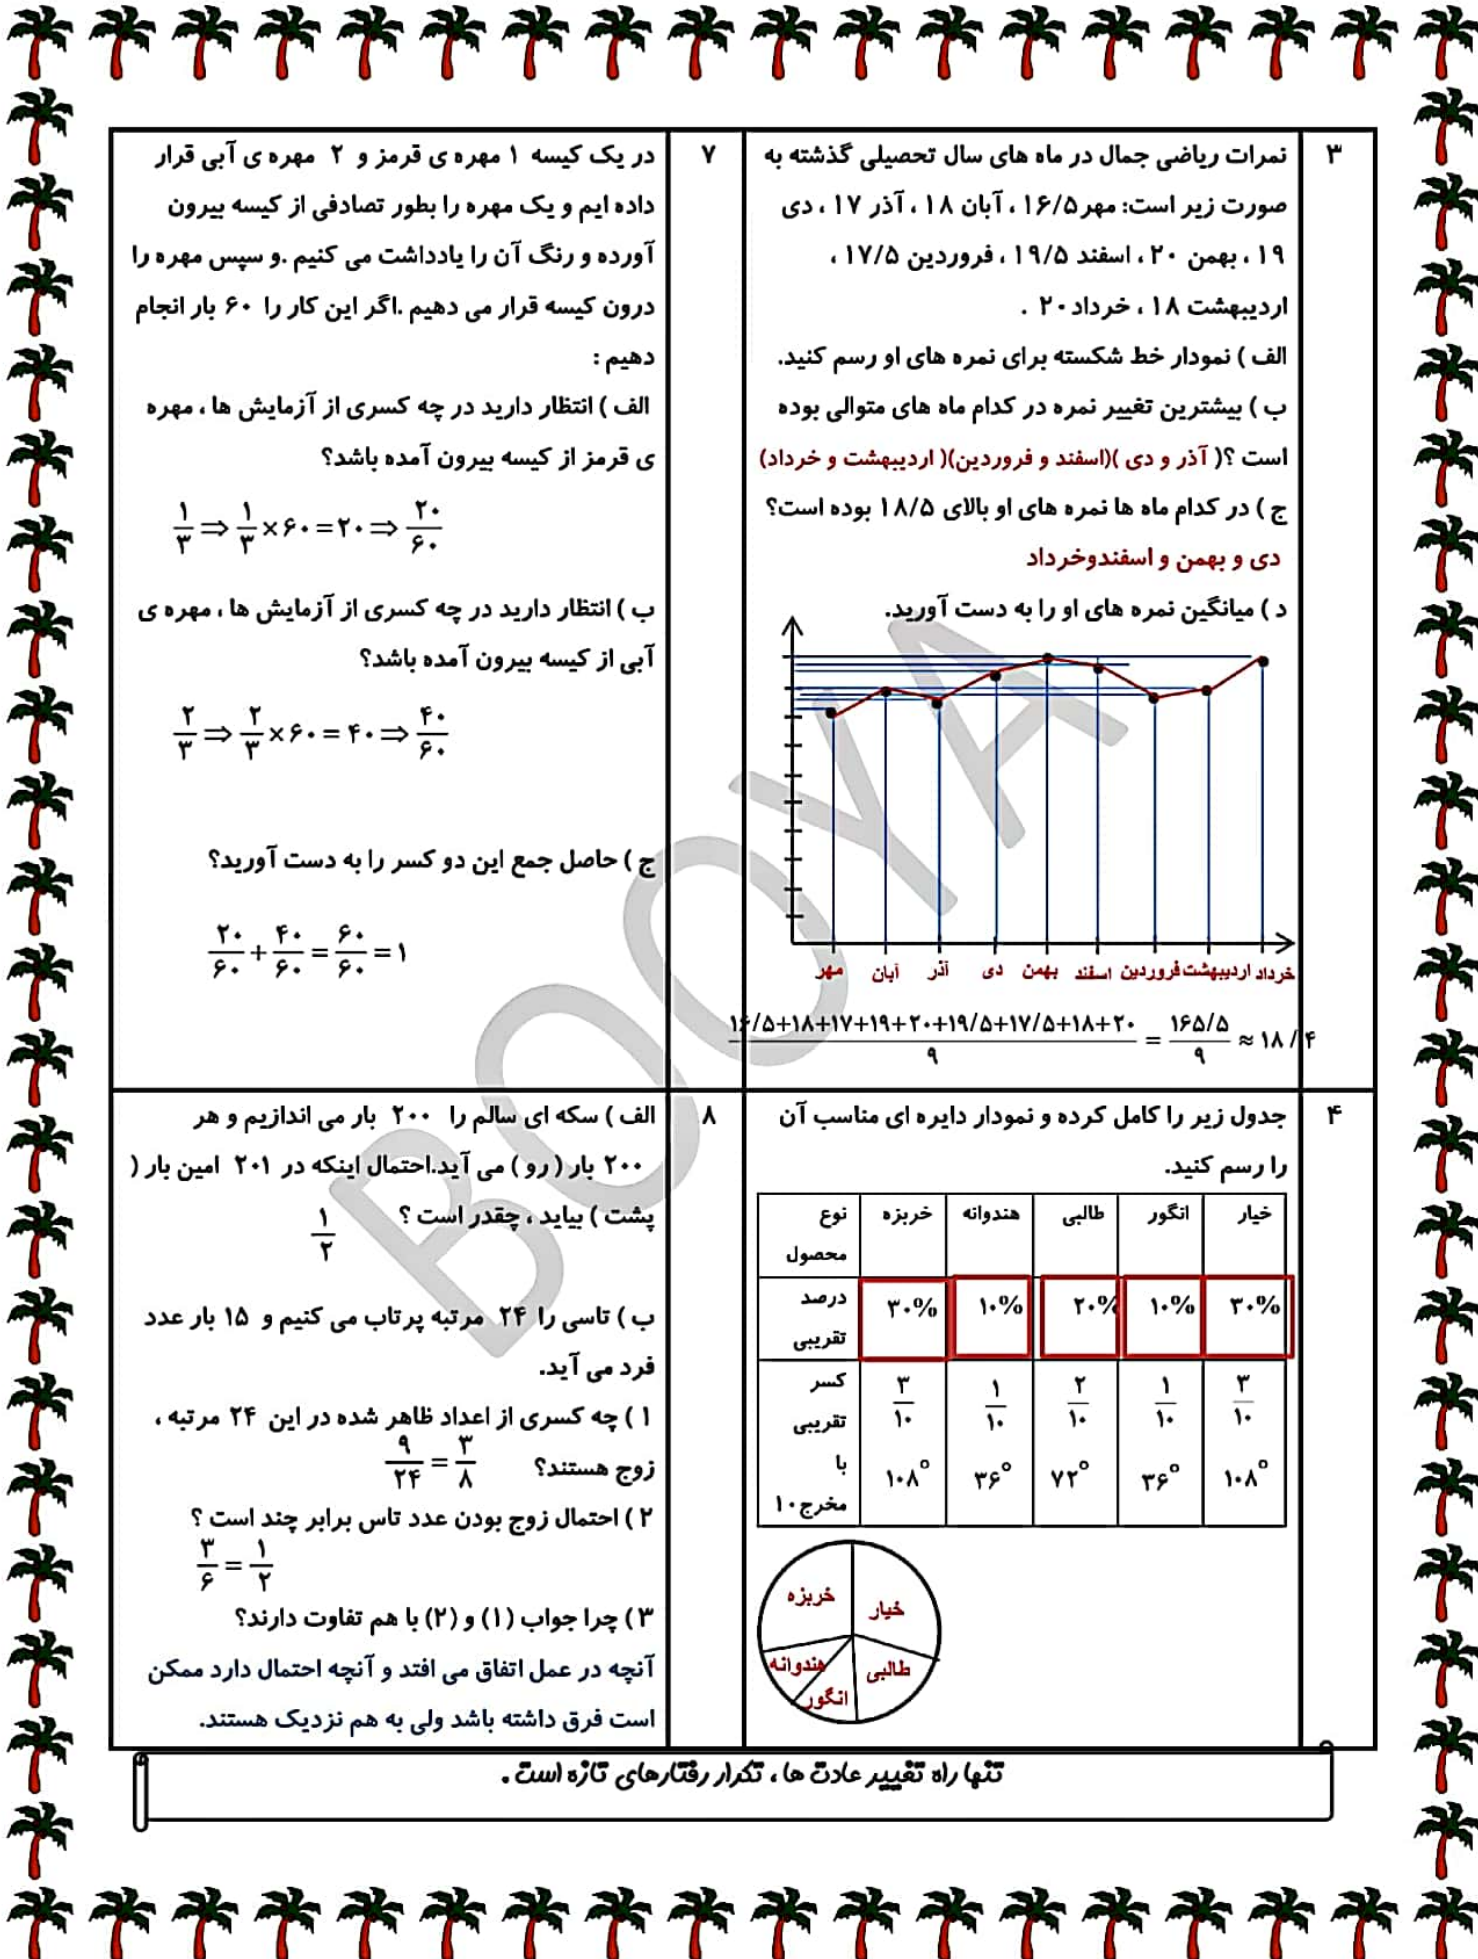 ۳
نمرات ریاضی جمال در ماه های سال تحصیلی گذشته به
صورت زیر است: مهر ۱۶/۵ ، آبان ۱۸ ، آذر ۱۷ ، دی
۱۹ ، بهمن ۲۰ ، اسفند ۱۹/۵ ، فروردین ۱۷/۵ ،
اردیبهشت ۱۸ ، خرداد ۲۰ .
الف ) نمودار خط شکسته برای نمره های او رسم کنید.
ب ) بیشترین تغییر نمره در کدام ماه های متوالی بوده
است ؟( آذر و دی )(اسفند و فروردین)( اردیبهشت و خرداد)
ج ) در کدام ماه ها نمره های او بالای ۱۸/۵ بوده است؟
دی و بهمن و اسفندوخرداد
د ) میانگین نمره های او را به دست آورید.
مهر آبان آذر دی بهمن اسفند فروردین اردیبهشت خرداد
(۱۶/۵+۱۸+۱۷+۱۹+۲۰+۱۹/۵+۱۷/۵+۱۸+۲۰)/۹ = (۱۶۵/۵)/۹ ≈ ۱۸/۴
۷
در یک کیسه ۱ مهره ی قرمز و ۲ مهره ی آبی قرار
داده ایم و یک مهره را بطور تصادفی از کیسه بیرون
آورده و رنگ آن را یادداشت می کنیم .و سپس مهره را
درون کیسه قرار می دهیم .اگر این کار را ۶۰ بار انجام
دهیم :
الف ) انتظار دارید در چه کسری از آزمایش ها ، مهره
ی قرمز از کیسه بیرون آمده باشد؟
۱/۳ ⇒ ۱/۳ × ۶۰ = ۲۰ ⇒ ۲۰/۶۰
ب ) انتظار دارید در چه کسری از آزمایش ها ، مهره ی
آبی از کیسه بیرون آمده باشد؟
۲/۳ ⇒ ۲/۳ × ۶۰ = ۴۰ ⇒ ۴۰/۶۰
ج ) حاصل جمع این دو کسر را به دست آورید؟
۲۰/۶۰ + ۴۰/۶۰ = ۶۰/۶۰ = ۱
۴
جدول زیر را کامل کرده و نمودار دایره ای مناسب آن
را رسم کنید.
نوع محصول خربزه هندوانه طالبی انگور خیار
درصد تقریبی ۳۰% ۱۰% ۲۰% ۱۰% ۳۰%
کسر تقریبی با مخرج۱۰ ۳/۱۰ ۱/۱۰ ۲/۱۰ ۱/۱۰ ۳/۱۰
۱۰۸° ۳۶° ۷۲° ۳۶° ۱۰۸°
خربزه خیار
هندوانه طالبی
انگور
۸
الف ) سکه ای سالم را ۲۰۰ بار می اندازیم و هر
۲۰۰ بار ( رو ) می آید.احتمال اینکه در ۲۰۱ امین بار (
پشت ) بیاید ، چقدر است ؟ ۱/۲
ب ) تاسی را ۲۴ مرتبه پرتاب می کنیم و ۱۵ بار عدد
فرد می آید.
۱ ) چه کسری از اعداد ظاهر شده در این ۲۴ مرتبه ،
زوج هستند؟ ۹/۲۴ = ۳/۸
۲ ) احتمال زوج بودن عدد تاس برابر چند است ؟
۳/۶ = ۱/۲
۳ ) چرا جواب (۱) و (۲) با هم تفاوت دارند؟
آنچه در عمل اتفاق می افتد و آنچه احتمال دارد ممکن
است فرق داشته باشد ولی به هم نزدیک هستند.
تنها راه تغییر عادت ها ، تکرار رفتارهای تازه است .
BOOYA